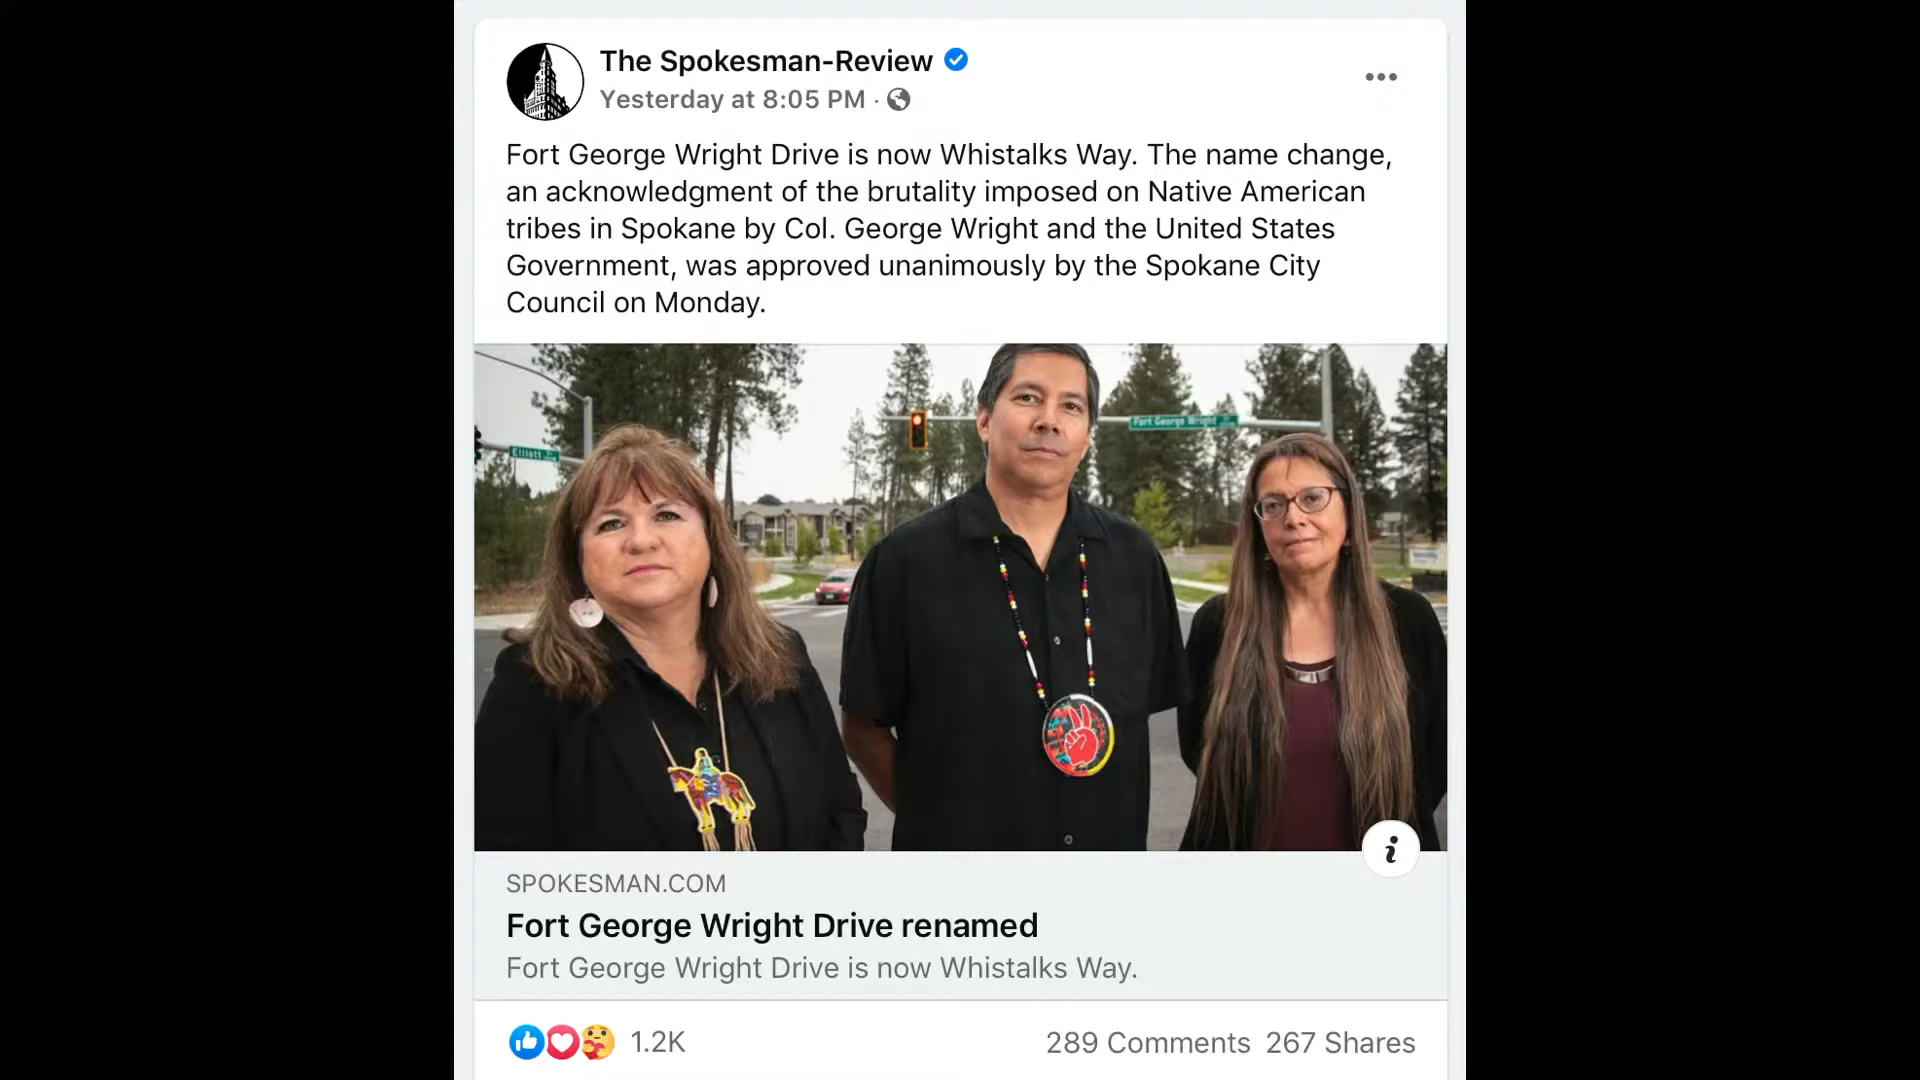 The Spokesman-Review
Yesterday at 8:05 PM ·
Fort George Wright Drive is now Whistalks Way. The name change,
an acknowledgment of the brutality imposed on Native American
tribes in Spokane by Col. George Wright and the United States
Government, was approved unanimously by the Spokane City
Council on Monday.
Fort George Wright
Elliott
SPOKESMAN.COM
Fort George Wright Drive renamed
Fort George Wright Drive is now Whistalks Way.
1.2K 289 Comments 267 Shares